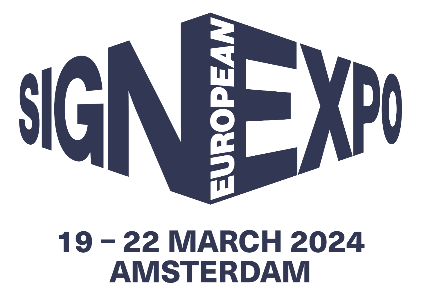 EUROPEAN
SIGN EXPO
19 – 22 MARCH 2024
AMSTERDAM